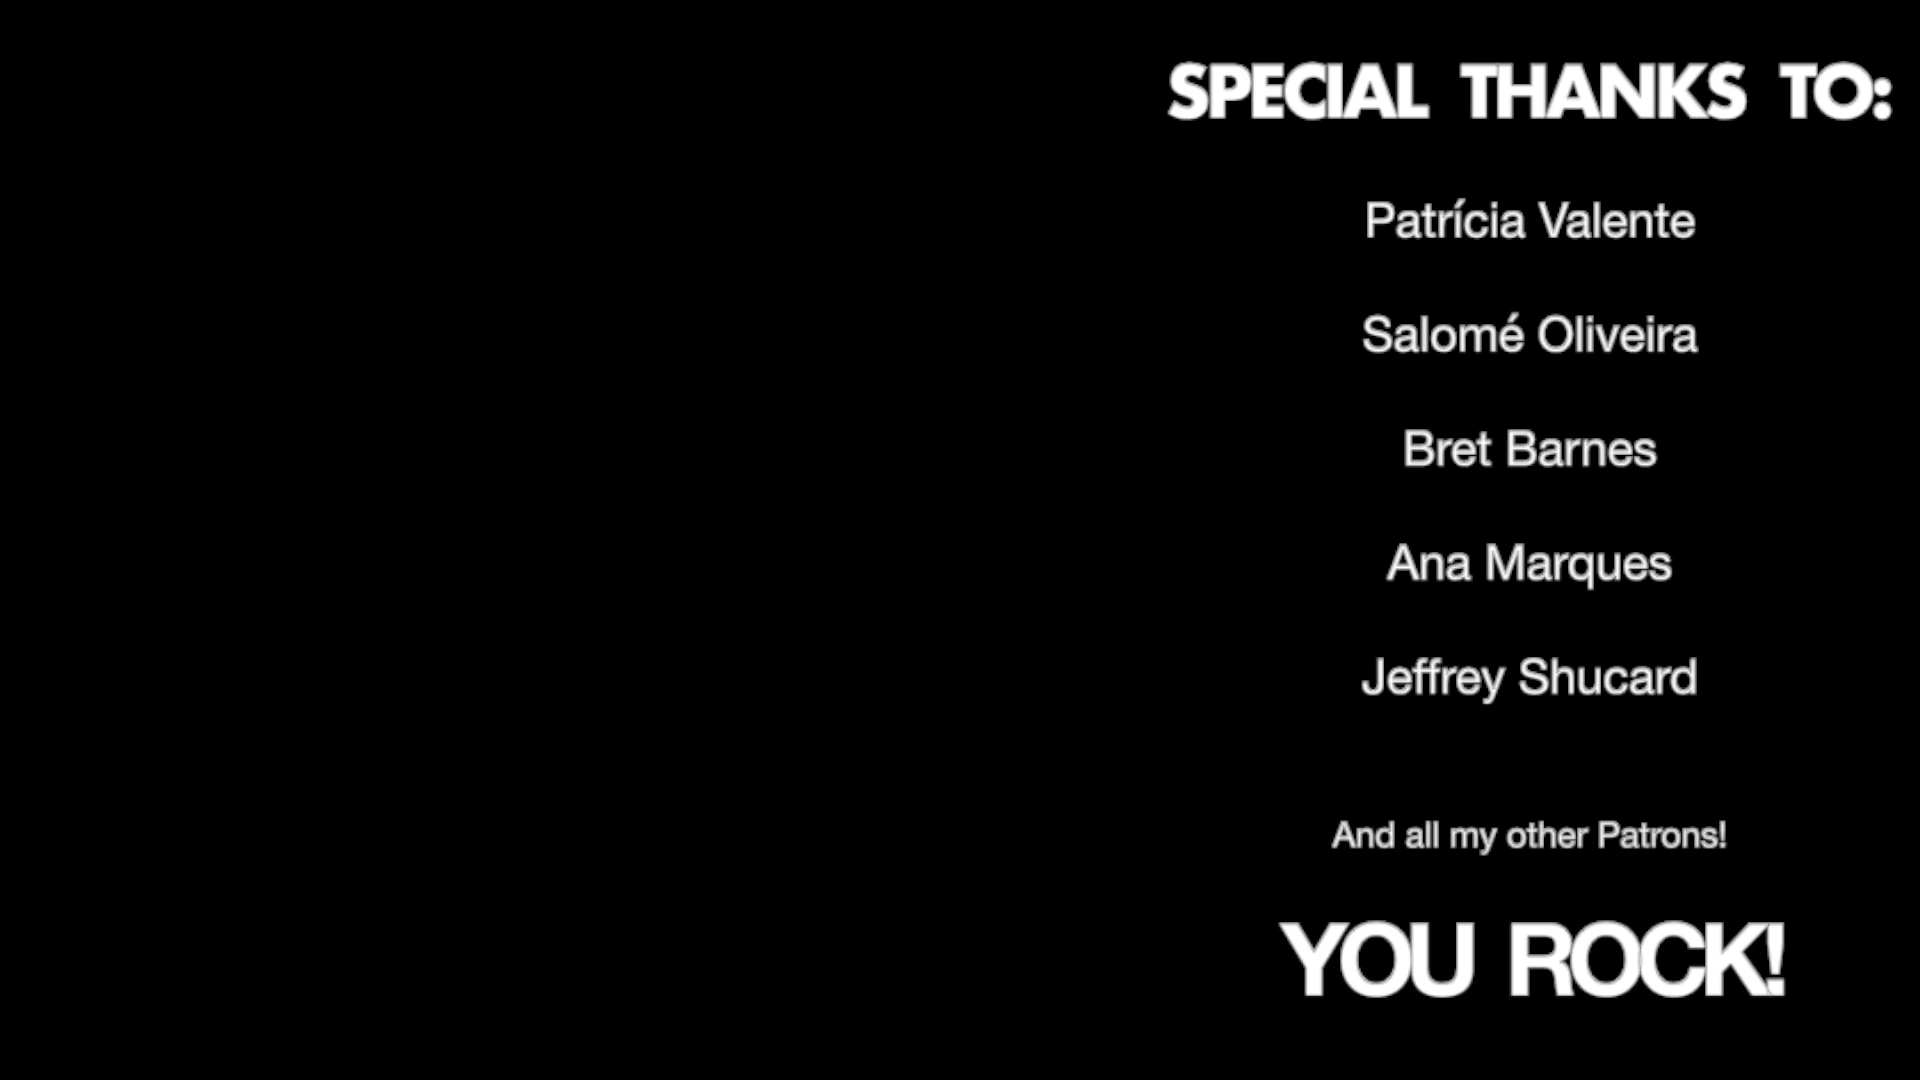 SPECIAL THANKS TO:
Patrícia Valente
Salomé Oliveira
Bret Barnes
Ana Marques
Jeffrey Shucard
And all my other Patrons!
YOU ROCK!